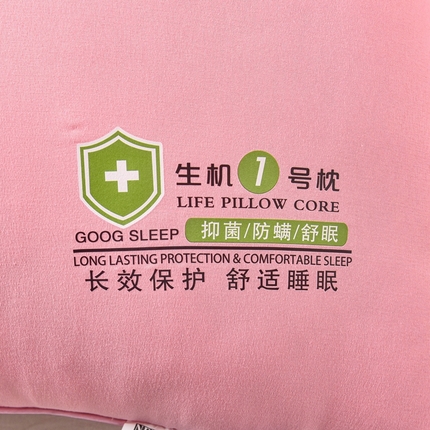 生机1号枕
LIFE PILLOW CORE
GOOG SLEEP 抑菌/防螨/舒眠
LONG LASTING PROTECTION & COMFORTABLE SLEEP
长效保护 舒适睡眠